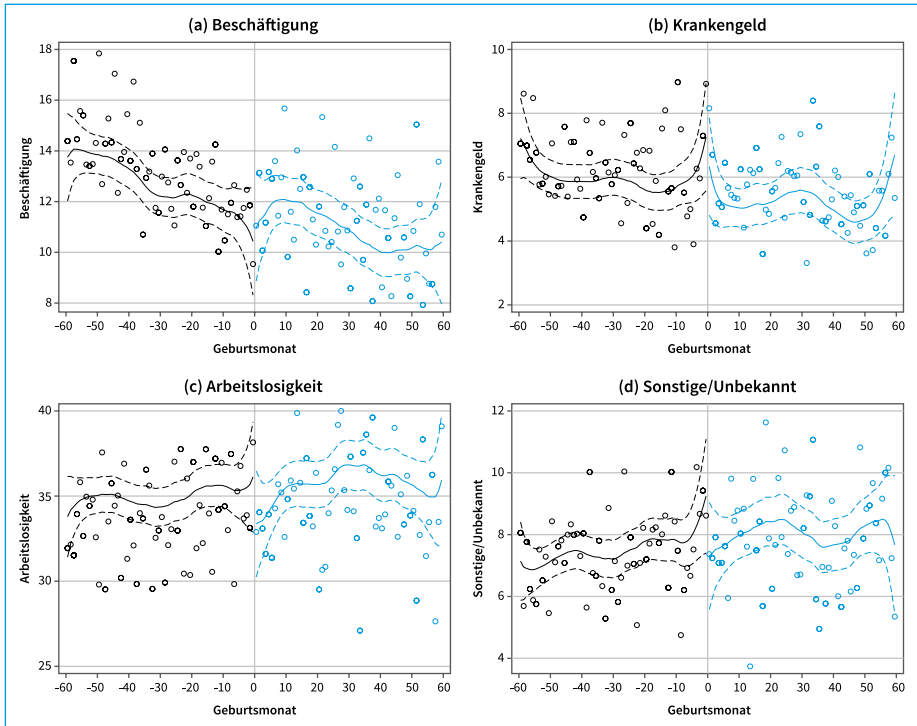 (a) Beschäftigung
18
16
14
12
10
8
Beschäftigung
-60 -50 -40 -30 -20 -10 0 10 20 30 40 50 60
Geburtsmonat
(b) Krankengeld
10
8
6
4
2
Krankengeld
-60 -50 -40 -30 -20 -10 0 10 20 30 40 50 60
Geburtsmonat
(c) Arbeitslosigkeit
40
35
30
25
Arbeitslosigkeit
-60 -50 -40 -30 -20 -10 0 10 20 30 40 50 60
Geburtsmonat
(d) Sonstige/Unbekannt
12
10
8
6
4
Sonstige/Unbekannt
-60 -50 -40 -30 -20 -10 0 10 20 30 40 50 60
Geburtsmonat